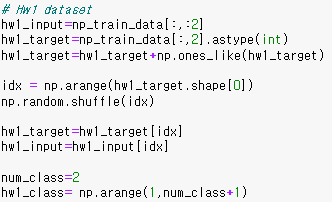 # Hw1 dataset
hw1_input=np_train_data[:,:2]
hw1_target=np_train_data[:,2].astype(int)
hw1_target=hw1_target+np.ones_like(hw1_target)
idx = np.arange(hw1_target.shape[0])
np.random.shuffle(idx)
hw1_target=hw1_target[idx]
hw1_input=hw1_input[idx]
num_class=2
hw1_class= np.arange(1,num_class+1)